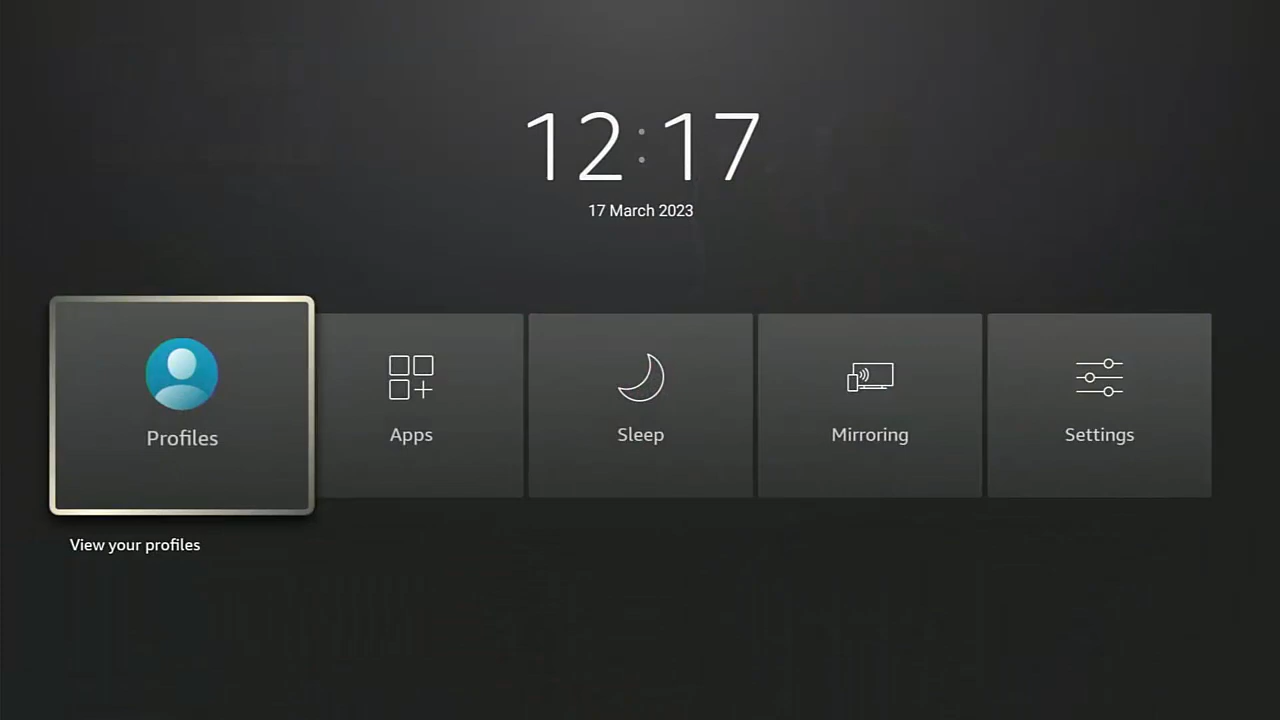 12:17
17 March 2023
Profiles
Apps
Sleep
Mirroring
Settings
View your profiles